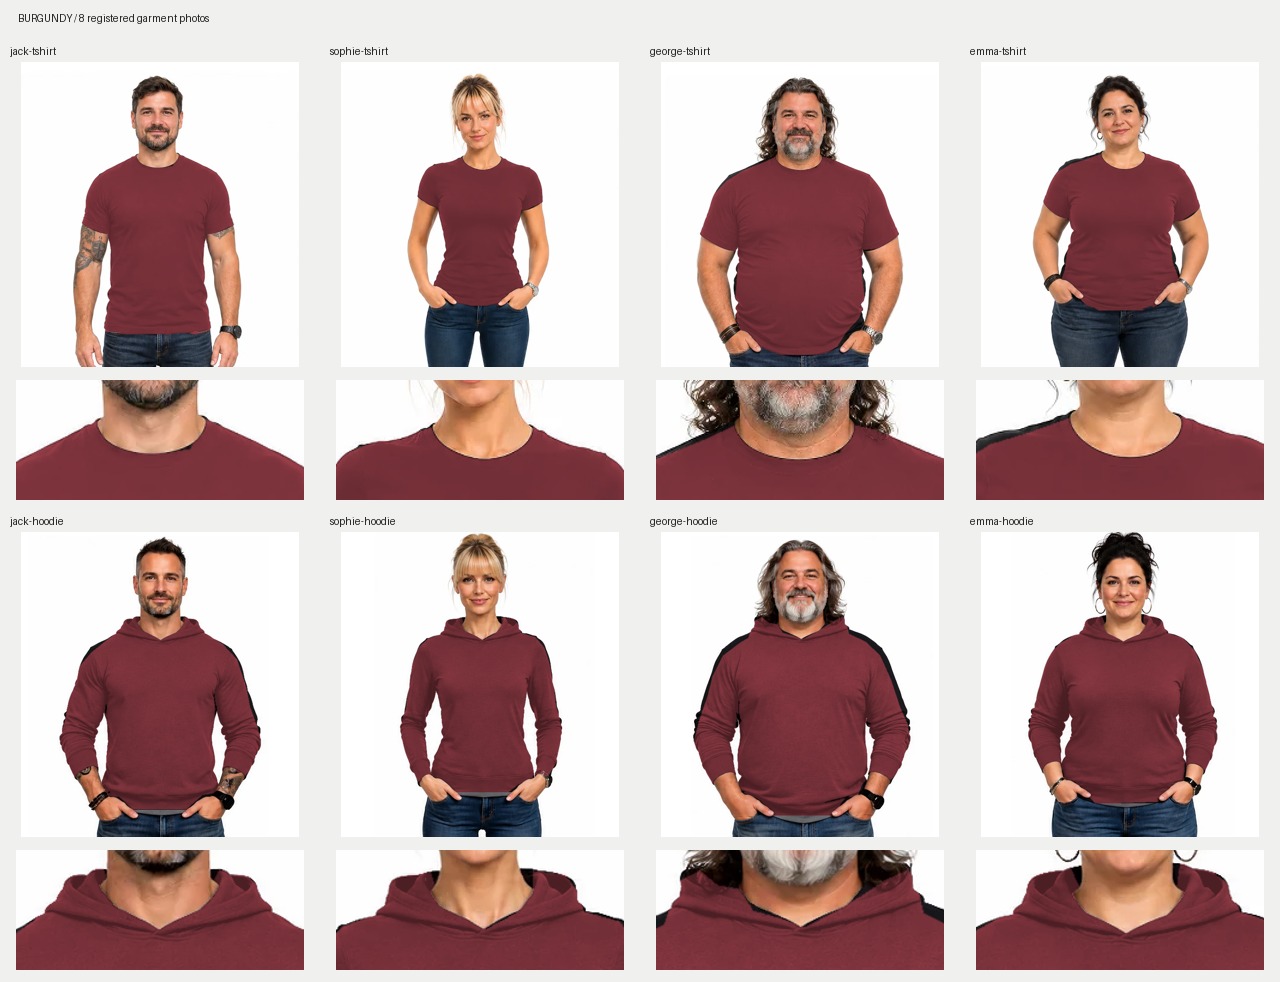 BURGUNDY / 8 registered garment photos
jack-tshirt
sophie-tshirt
george-tshirt
emma-tshirt
jack-hoodie
sophie-hoodie
george-hoodie
emma-hoodie